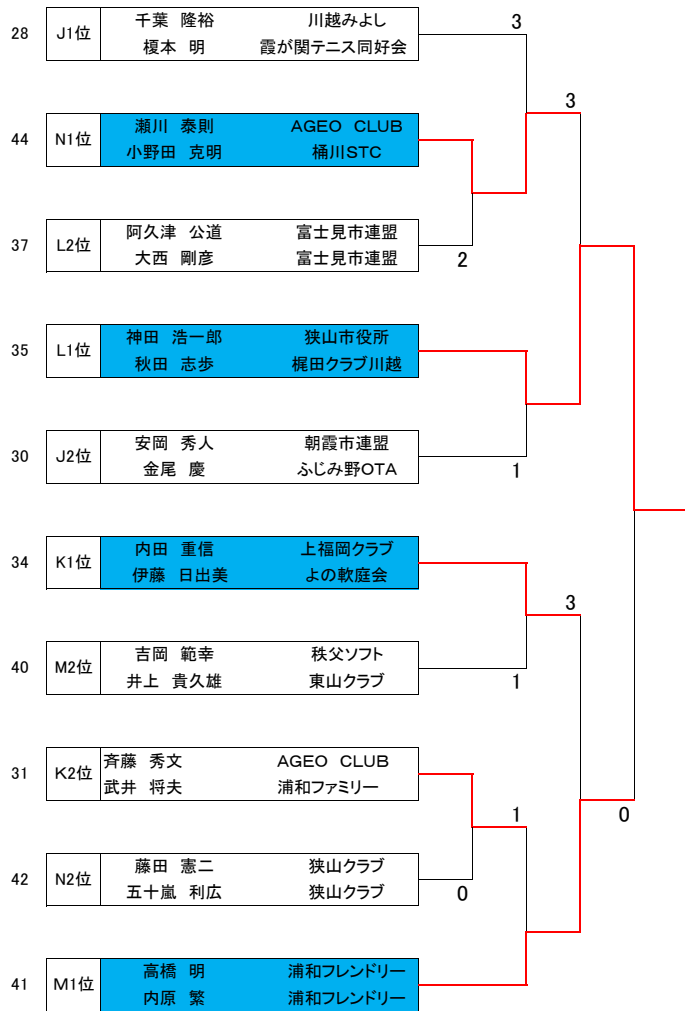 28 J1位 千葉 隆裕 川越みよし
榎本 明 霞が関テニス同好会
3
3
44 N1位 瀬川 泰則 AGEO CLUB
小野田 克明 桶川STC
37 L2位 阿久津 公道 富士見市連盟
大西 剛彦 富士見市連盟
2
35 L1位 神田 浩一郎 狭山市役所
秋田 志歩 梶田クラブ川越
30 J2位 安岡 秀人 朝霞市連盟
金尾 慶 ふじみ野OTA
1
34 K1位 内田 重信 上福岡クラブ
伊藤 日出美 よの軟庭会
3
40 M2位 吉岡 範幸 秩父ソフト
井上 貴久雄 東山クラブ
1
31 K2位 斉藤 秀文 AGEO CLUB
武井 将夫 浦和ファミリー
1
0
42 N2位 藤田 憲二 狭山クラブ
五十嵐 利広 狭山クラブ
0
41 M1位 高橋 明 浦和フレンドリー
内原 繁 浦和フレンドリー